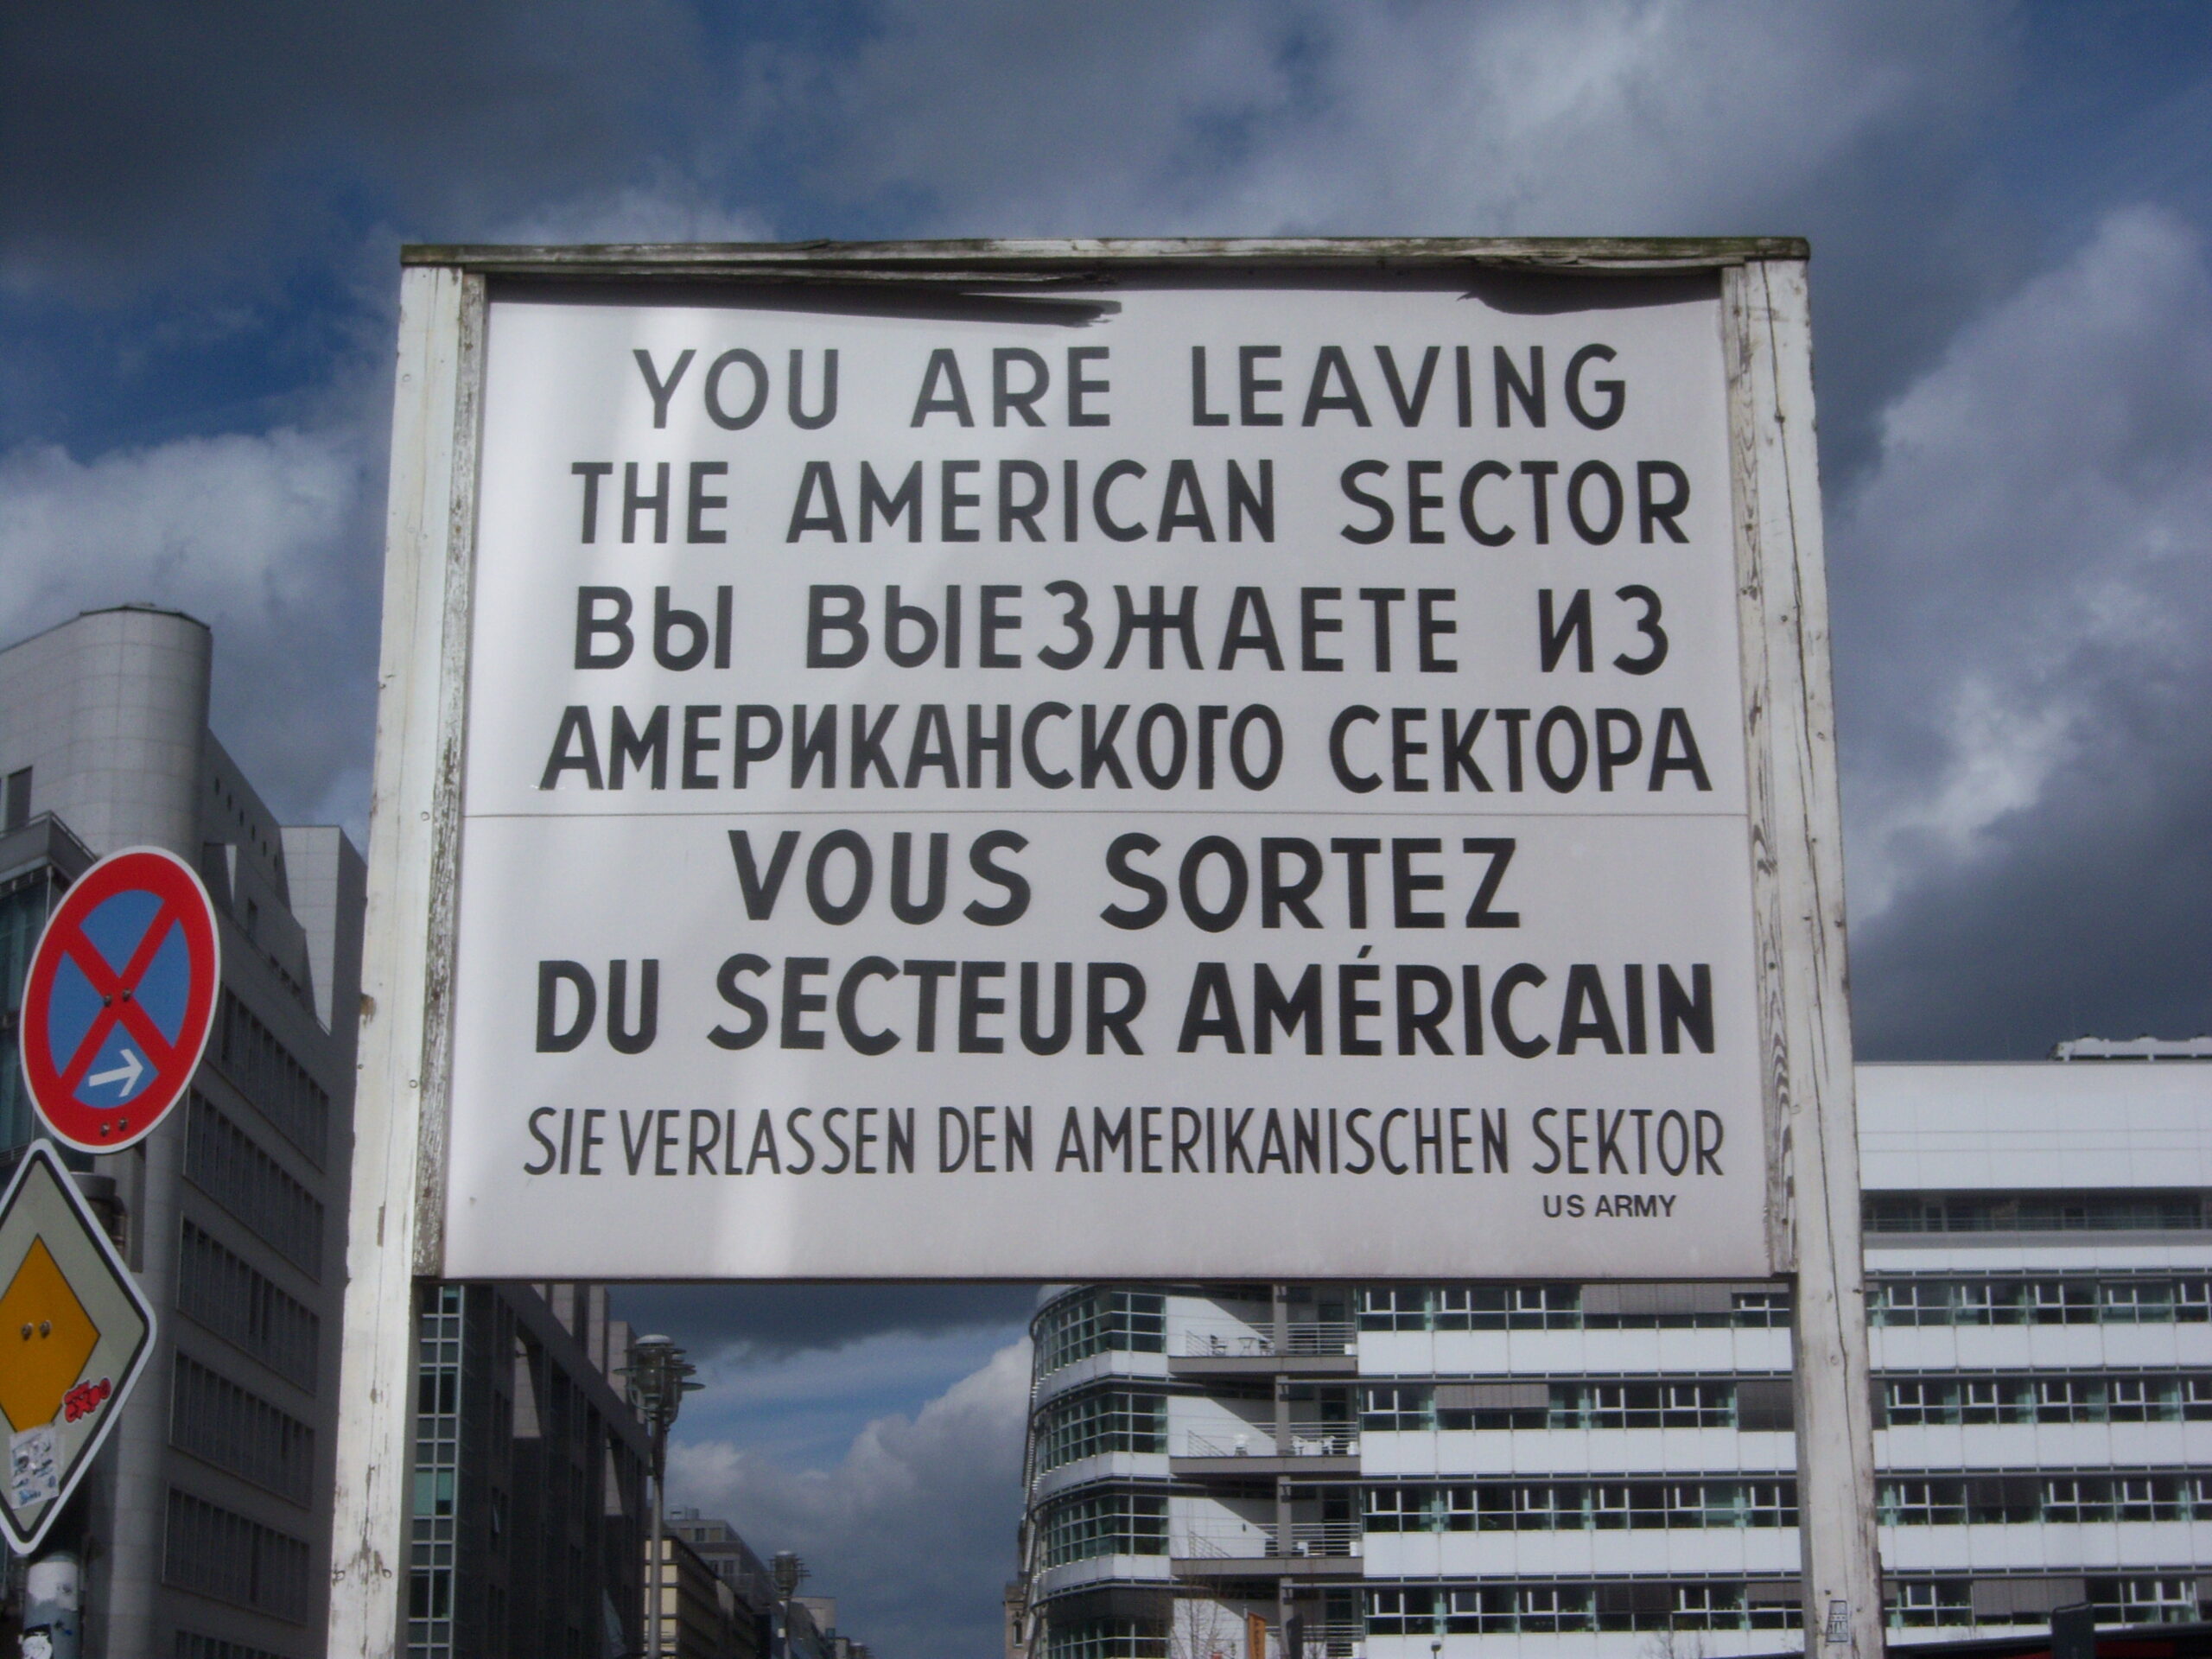 YOU ARE LEAVING
THE AMERICAN SECTOR
ВЫ ВЫЕЗЖАЕТЕ ИЗ
АМЕРИКАНСКОГО СЕКТОРА
VOUS SORTEZ
DU SECTEUR AMÉRICAIN
SIE VERLASSEN DEN AMERIKANISCHEN SEKTOR
US ARMY